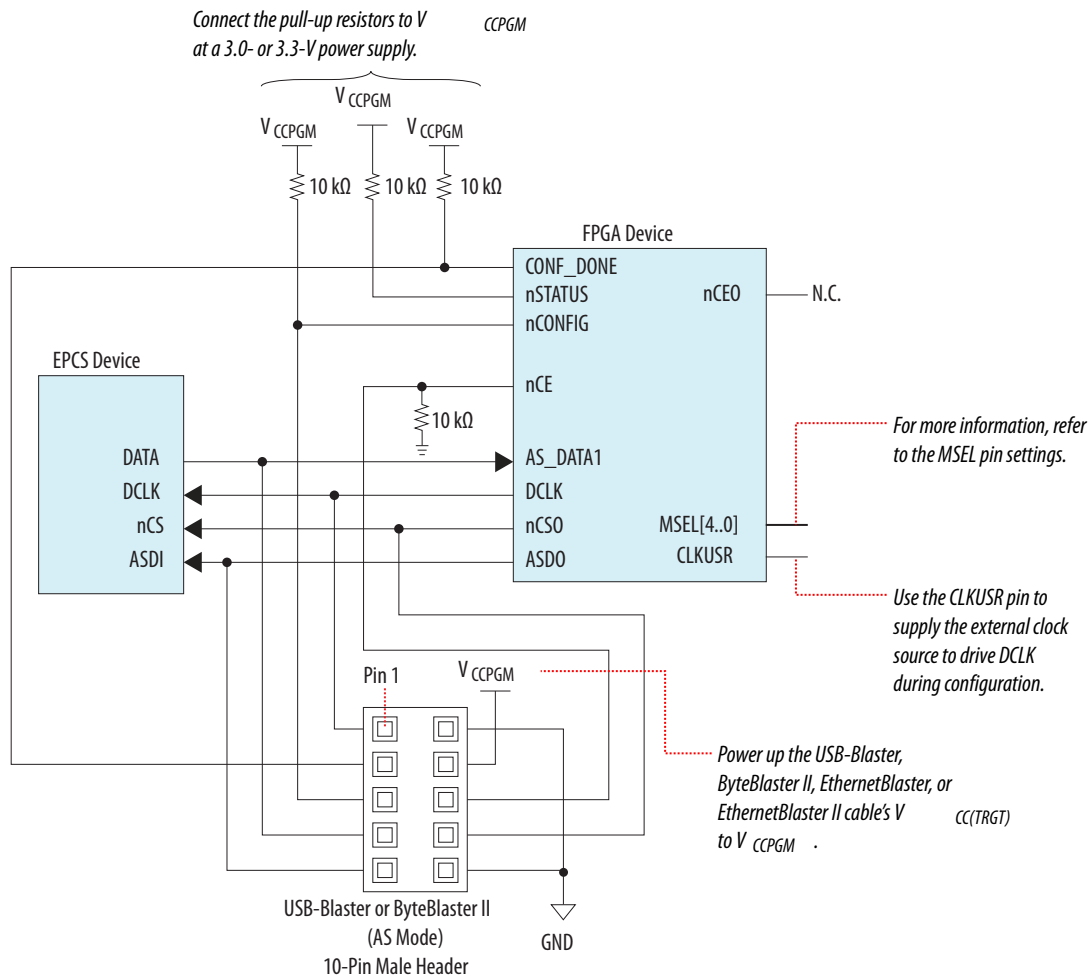 Connect the pull-up resistors to V CCPGM
at a 3.0- or 3.3-V power supply.
V CCPGM
V CCPGM
V CCPGM
10 kΩ
10 kΩ
10 kΩ
FPGA Device
CONF_DONE
nSTATUS
nCEO
N.C.
nCONFIG
EPCS Device
nCE
10 kΩ
For more information, refer
to the MSEL pin settings.
DATA
AS_DATA1
DCLK
DCLK
nCS
nCSO
MSEL[4..0]
ASDI
ASDO
CLKUSR
Use the CLKUSR pin to
supply the external clock
source to drive DCLK
during configuration.
Pin 1
V CCPGM
Power up the USB-Blaster,
ByteBlaster II, EthernetBlaster, or
EthernetBlaster II cable's V CC(TRGT)
to V CCPGM .
USB-Blaster or ByteBlaster II
(AS Mode)
10-Pin Male Header
GND